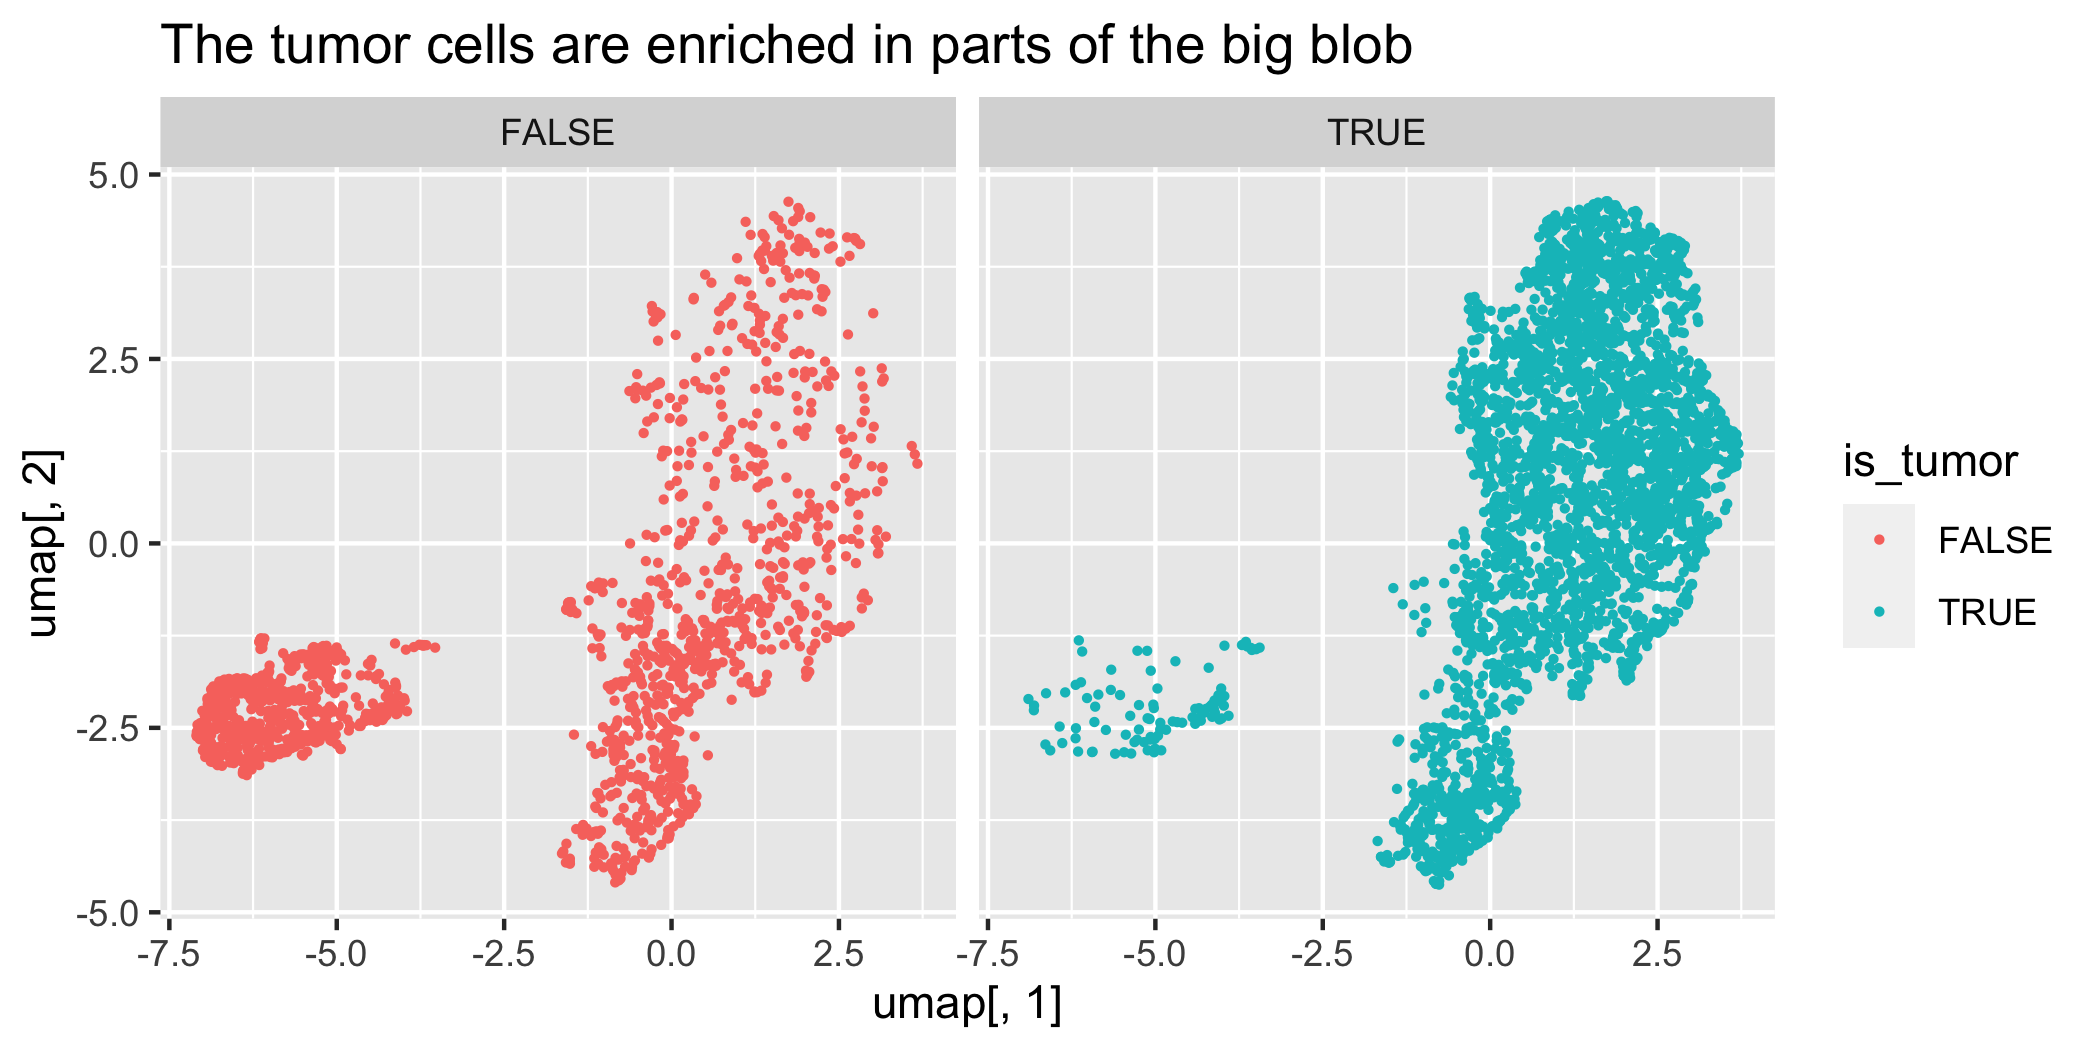 The tumor cells are enriched in parts of the big blob
FALSE TRUE
5.0
2.5
0.0
-2.5
-5.0
umap[, 2]
-7.5 -5.0 -2.5 0.0 2.5 -7.5 -5.0 -2.5 0.0 2.5
umap[, 1]
is_tumor
FALSE
TRUE